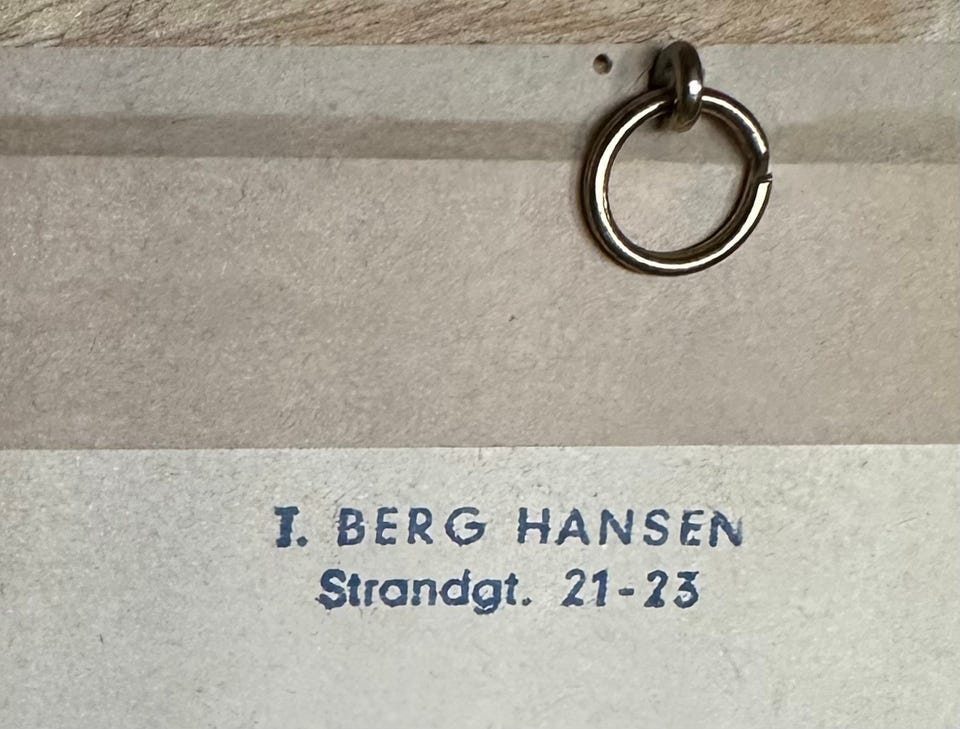 T. BERG HANSEN
Strandgt. 21-23